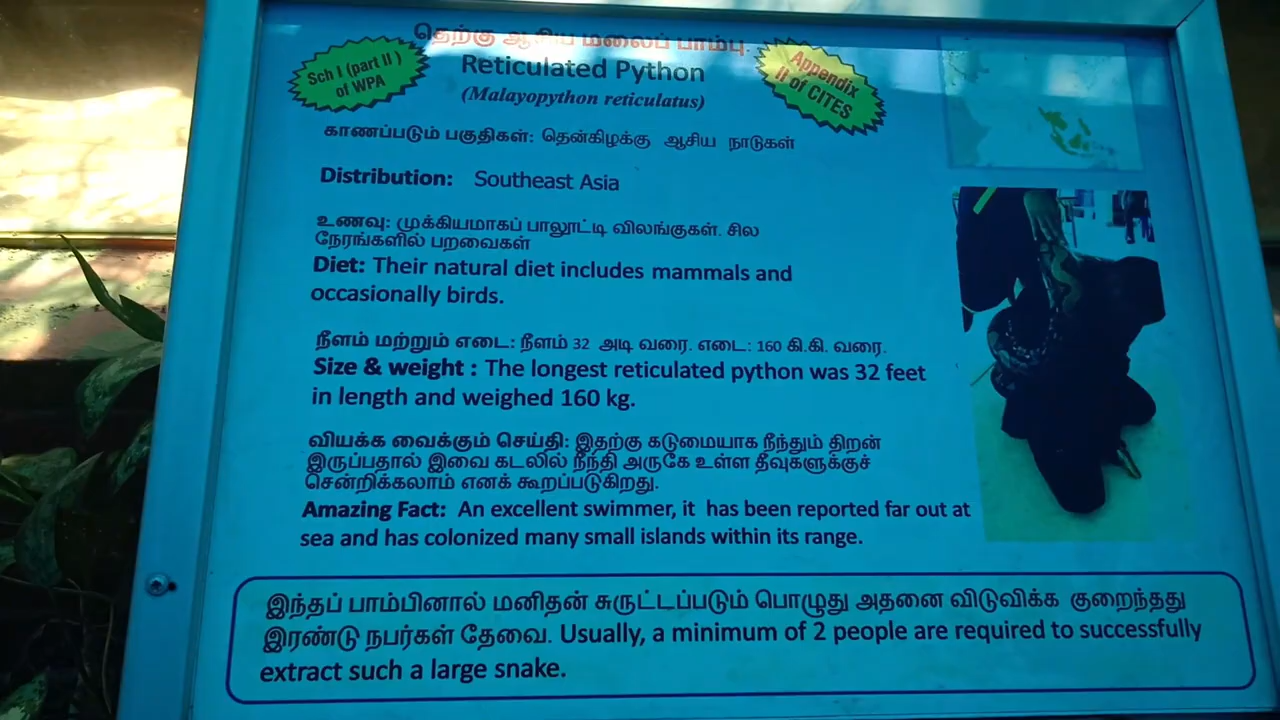 தெற்கு ஆசிய மலைப் பாம்பு.
Sch I (part II )
of WPA
Reticulated Python
(Malayopython reticulatus)
Appendix
II of CITES
காணப்படும் பகுதிகள்: தென்கிழக்கு ஆசிய நாடுகள்
Distribution: Southeast Asia
உணவு: முக்கியமாகப் பாலூட்டி விலங்குகள். சில
நேரங்களில் பறவைகள்
Diet: Their natural diet includes mammals and
occasionally birds.
நீளம் மற்றும் எடை: நீளம் 32 அடி வரை. எடை: 160 கி.கி. வரை.
Size & weight : The longest reticulated python was 32 feet
in length and weighed 160 kg.
வியக்க வைக்கும் செய்தி: இதற்கு கடுமையாக நீந்தும் திறன்
இருப்பதால் இவை கடலில் நீந்தி அருகே உள்ள தீவுகளுக்குச்
சென்றிக்கலாம் எனக் கூறப்படுகிறது.
Amazing Fact: An excellent swimmer, it has been reported far out at
sea and has colonized many small islands within its range.
இந்தப் பாம்பினால் மனிதன் சுருட்டப்படும் பொழுது அதனை விடுவிக்க குறைந்தது
இரண்டு நபர்கள் தேவை. Usually, a minimum of 2 people are required to successfully
extract such a large snake.